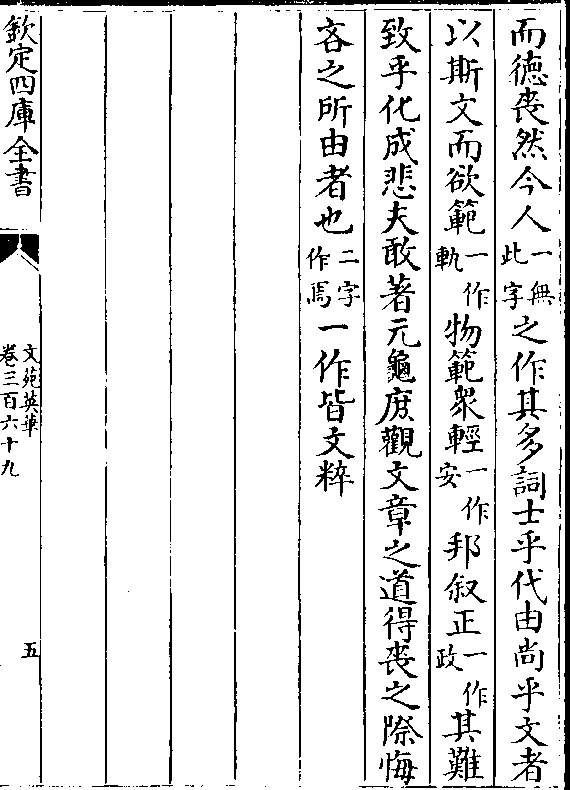 而德喪然今人一無此字之作其多詞士乎代由尚乎文者
以斯文而欲範一作軌物範衆輕一作安邦叙正一作政其難
致乎化成悲夫敢著元龜庶觀文章之道得喪之際悔
吝之所由者也二字作焉一作皆文粹
欽定四庫全書
文苑英華
卷三百六十九
五